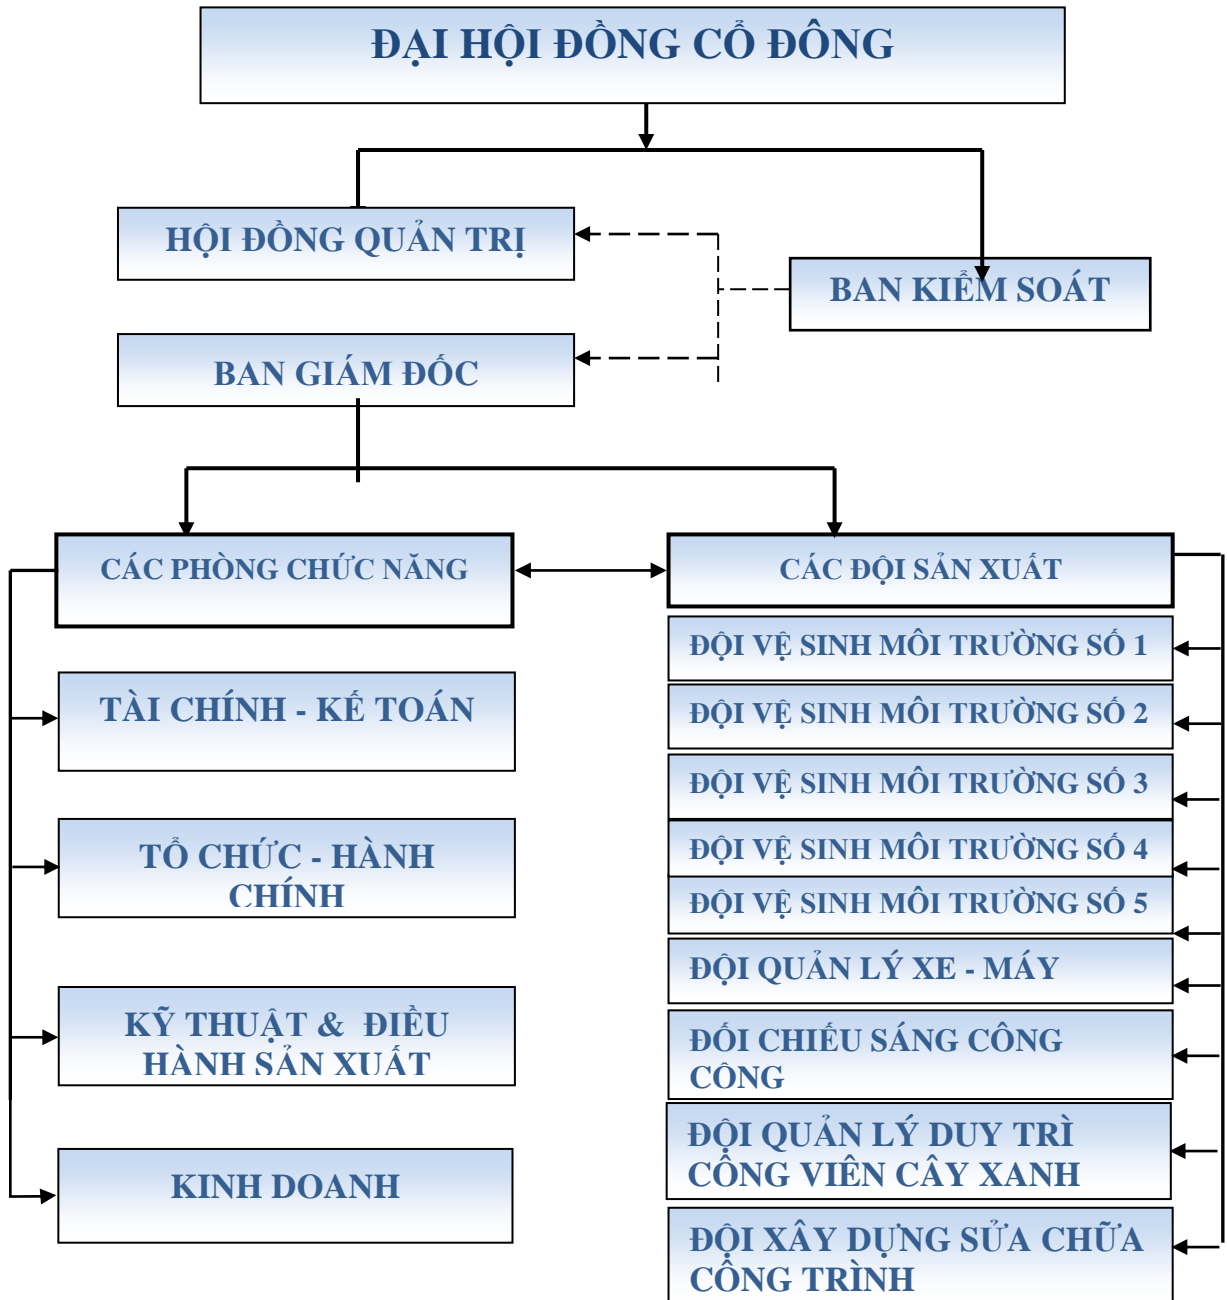 ĐẠI HỘI ĐỒNG CỔ ĐÔNG
HỘI ĐỒNG QUẢN TRỊ
BAN KIỂM SOÁT
BAN GIÁM ĐỐC
CÁC PHÒNG CHỨC NĂNG
TÀI CHÍNH - KẾ TOÁN
TỔ CHỨC - HÀNH
CHÍNH
KỸ THUẬT & ĐIỀU
HÀNH SẢN XUẤT
KINH DOANH
CÁC ĐỘI SẢN XUẤT
ĐỘI VỆ SINH MÔI TRƯỜNG SỐ 1
ĐỘI VỆ SINH MÔI TRƯỜNG SỐ 2
ĐỘI VỆ SINH MÔI TRƯỜNG SỐ 3
ĐỘI VỆ SINH MÔI TRƯỜNG SỐ 4
ĐỘI VỆ SINH MÔI TRƯỜNG SỐ 5
ĐỘI QUẢN LÝ XE - MÁY
ĐỐI CHIẾU SÁNG CÔNG
CÔNG
ĐỘI QUẢN LÝ DUY TRÌ
CÔNG VIÊN CÂY XANH
ĐỘI XÂY DỰNG SỬA CHỮA
CÔNG TRÌNH